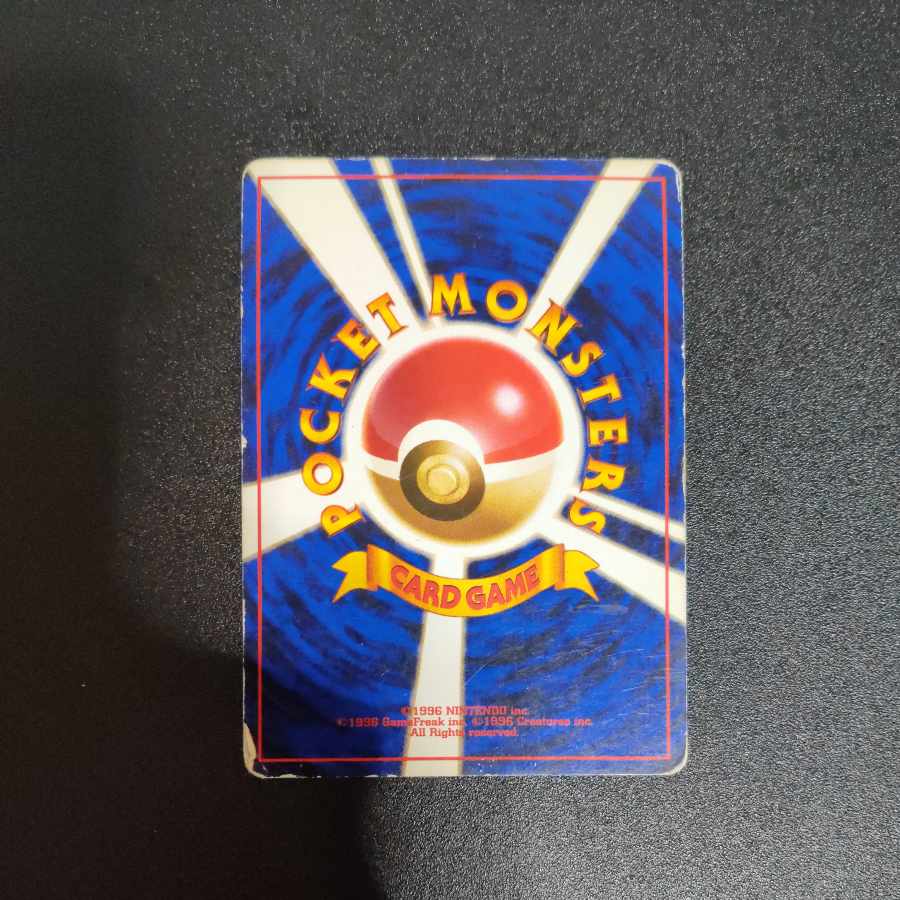 POCKET MONSTERS
CARD GAME
©1996 NINTENDO inc.
©1996 GameFreak inc. ©1996 Creatures inc.
All Rights reserved.